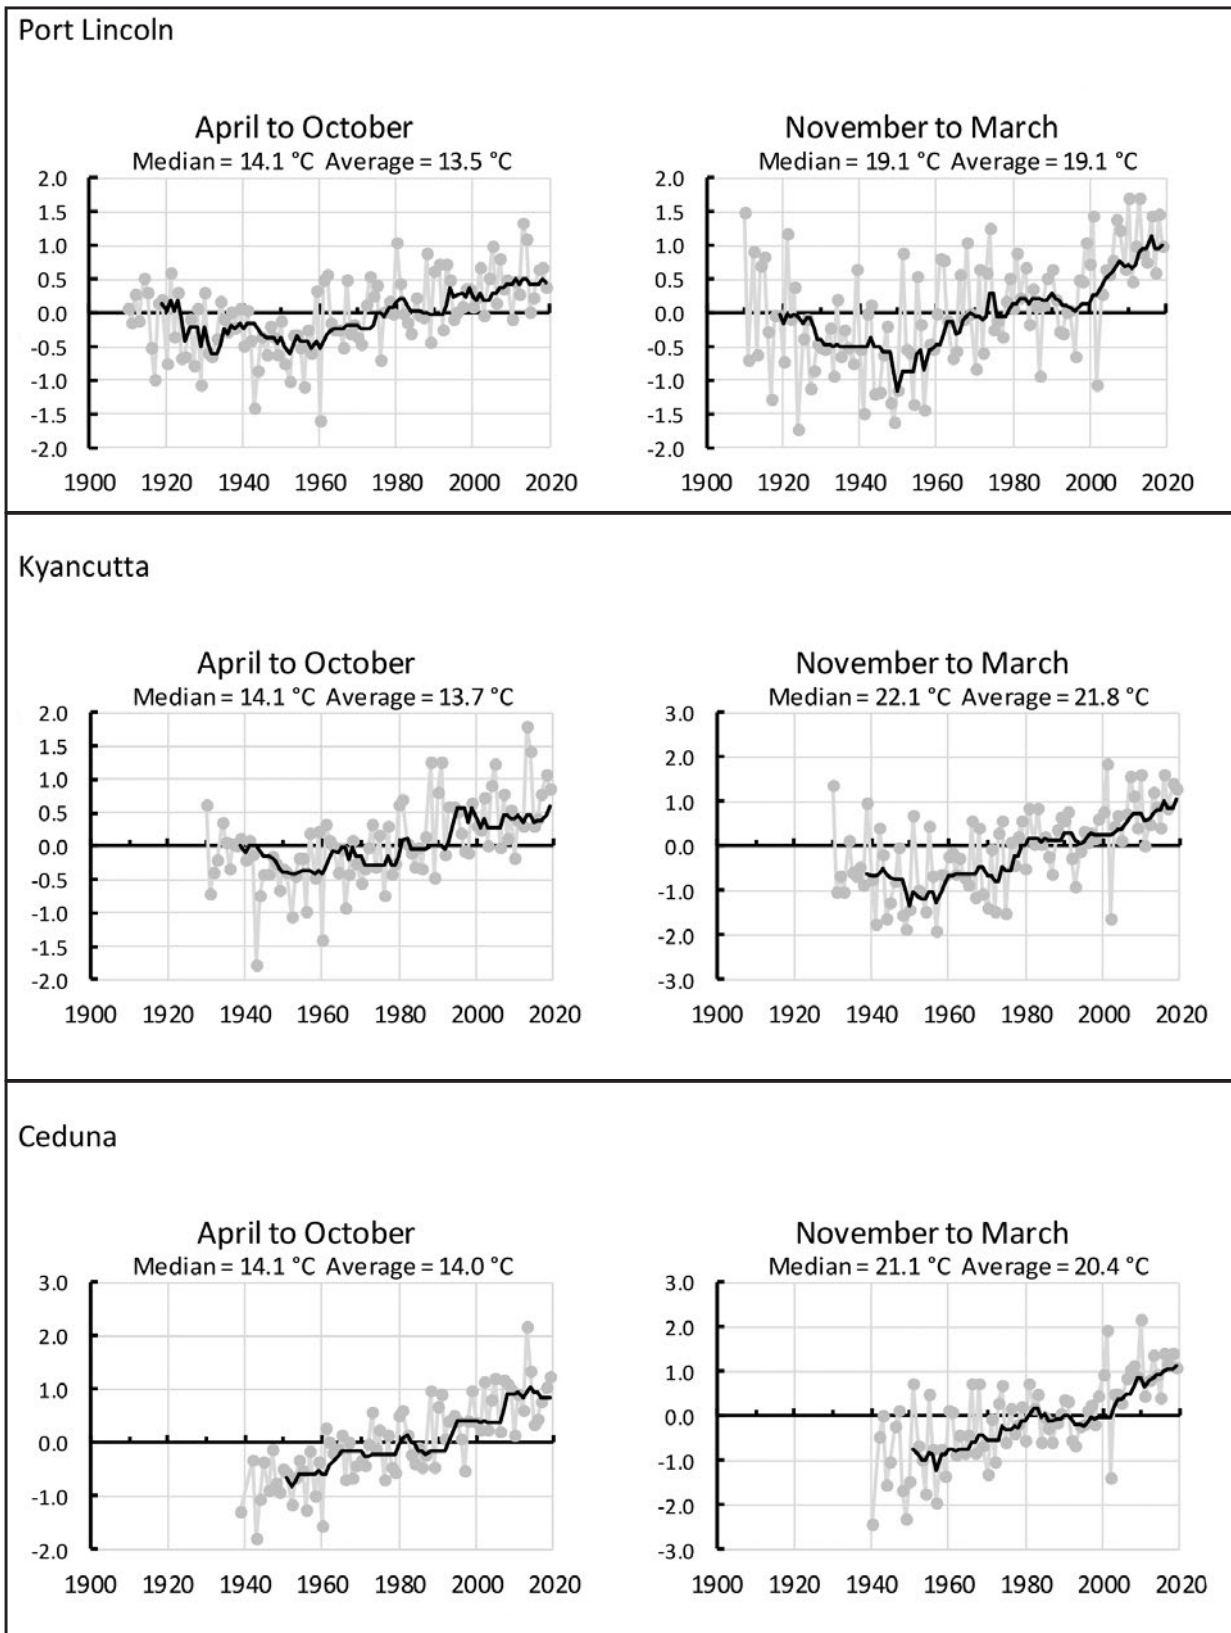 Port Lincoln
April to October
Median = 14.1 °C Average = 13.5 °C
2.0
1.5
1.0
0.5
0.0
-0.5
-1.0
-1.5
-2.0
1900 1920 1940 1960 1980 2000 2020
November to March
Median = 19.1 °C Average = 19.1 °C
2.0
1.5
1.0
0.5
0.0
-0.5
-1.0
-1.5
-2.0
1900 1920 1940 1960 1980 2000 2020
Kyancutta
April to October
Median = 14.1 °C Average = 13.7 °C
2.0
1.5
1.0
0.5
0.0
-0.5
-1.0
-1.5
-2.0
1900 1920 1940 1960 1980 2000 2020
November to March
Median = 22.1 °C Average = 21.8 °C
3.0
2.0
1.0
0.0
-1.0
-2.0
-3.0
1900 1920 1940 1960 1980 2000 2020
Ceduna
April to October
Median = 14.1 °C Average = 14.0 °C
3.0
2.0
1.0
0.0
-1.0
-2.0
1900 1920 1940 1960 1980 2000 2020
November to March
Median = 21.1 °C Average = 20.4 °C
3.0
2.0
1.0
0.0
-1.0
-2.0
-3.0
1900 1920 1940 1960 1980 2000 2020